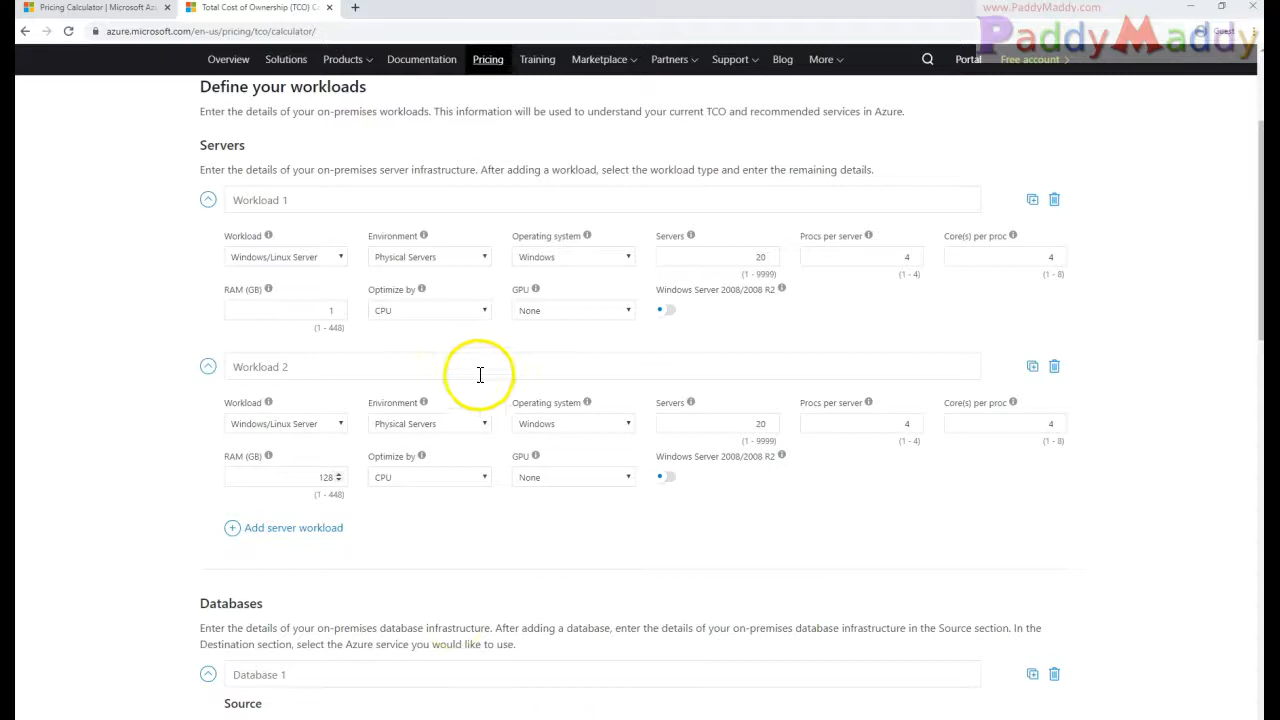 www.PaddyMaddy.com
Pricing Calculator | Microsoft Az
Total Cost of Ownership (TCO) C
azure.microsoft.com/en-us/pricing/tco/calculator/
Guest
PaddyMaddy
Overview Solutions Products Documentation Pricing Training Marketplace Partners Support Blog More Portal Free account
Define your workloads
Enter the details of your on-premises workloads. This information will be used to understand your current TCO and recommended services in Azure.
Servers
Enter the details of your on-premises server infrastructure. After adding a workload, select the workload type and enter the remaining details.
Workload 1
Workload Environment Operating system Servers Procs per server Core(s) per proc
Windows/Linux Server Physical Servers Windows 20 4 4
(1 - 9999) (1 - 4) (1 - 8)
RAM (GB) Optimize by GPU Windows Server 2008/2008 R2
1 CPU None
(1 - 448)
Workload 2
Workload Environment Operating system Servers Procs per server Core(s) per proc
Windows/Linux Server Physical Servers Windows 20 4 4
(1 - 9999) (1 - 4) (1 - 8)
RAM (GB) Optimize by GPU Windows Server 2008/2008 R2
128 CPU None
(1 - 448)
Add server workload
Databases
Enter the details of your on-premises database infrastructure. After adding a database, enter the details of your on-premises database infrastructure in the Source section. In the
Destination section, select the Azure service you would like to use.
Database 1
Source